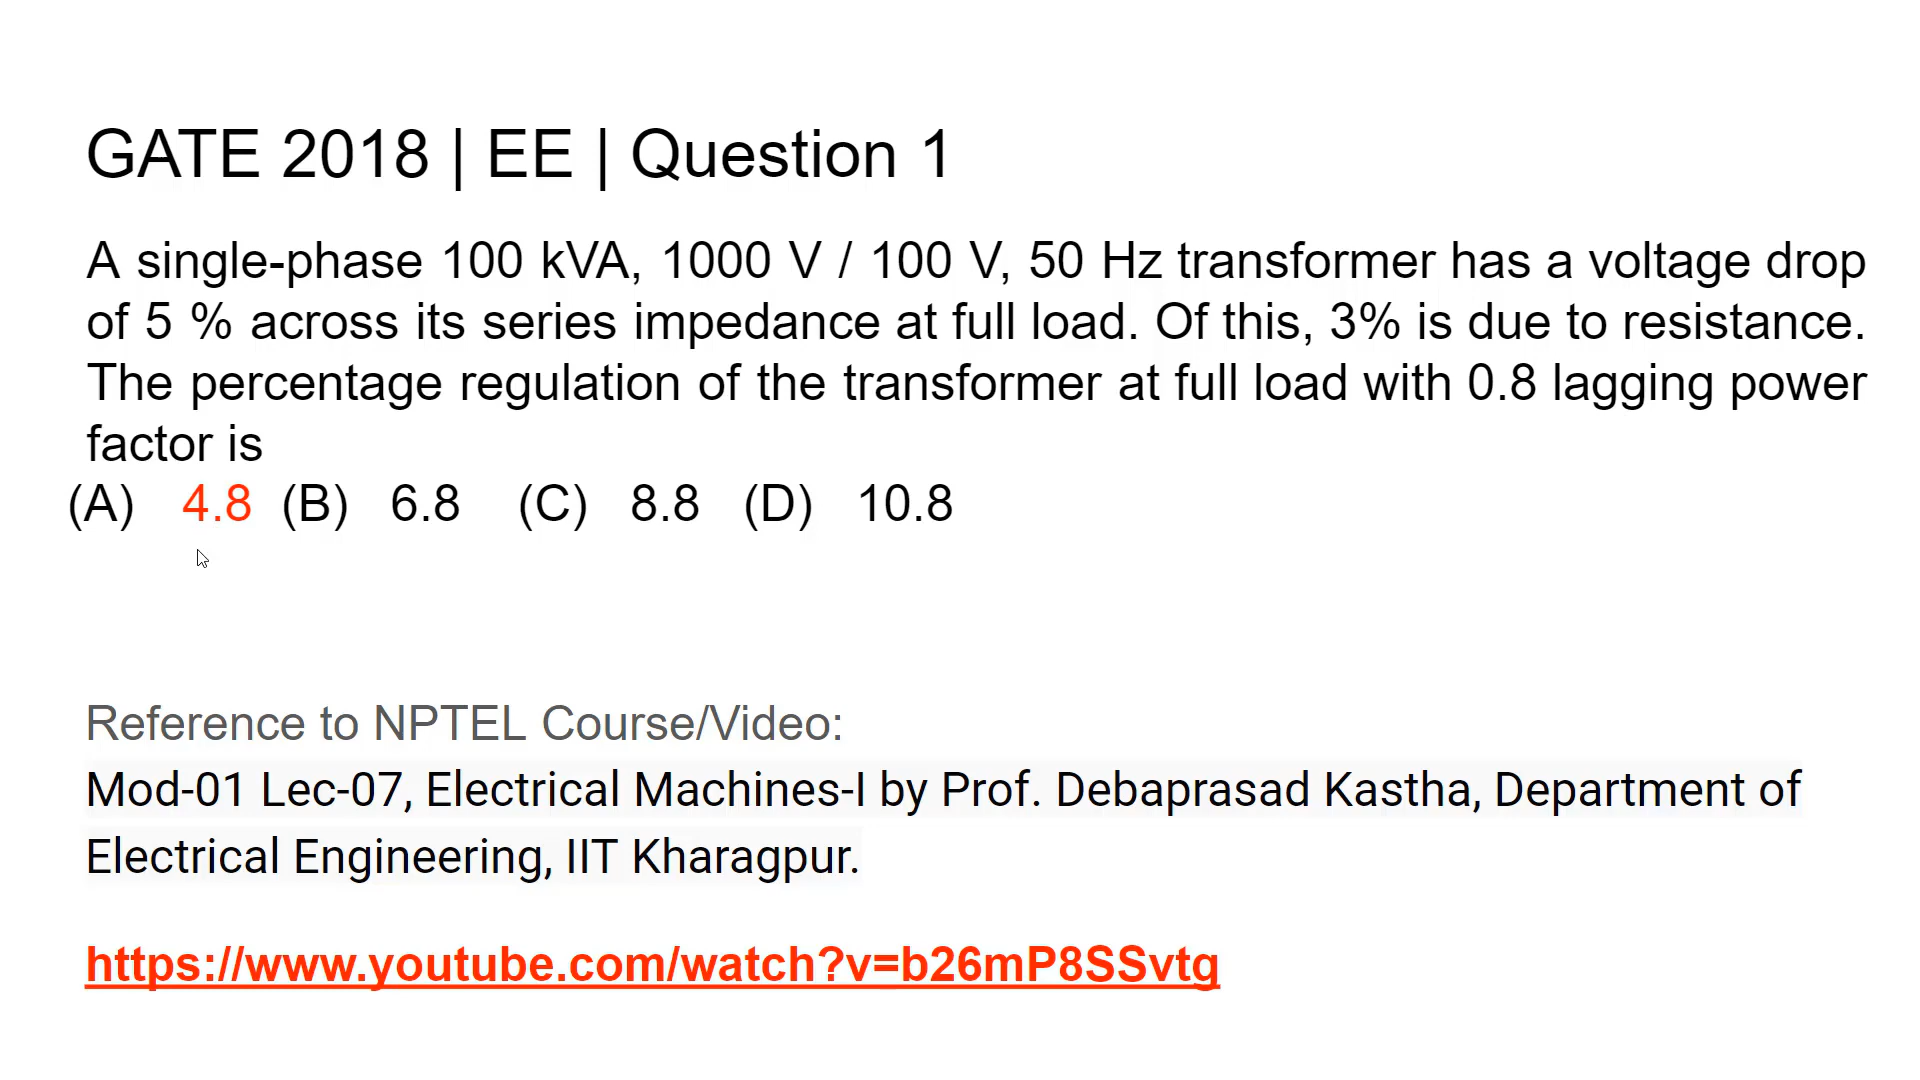 GATE 2018 | EE | Question 1
A single-phase 100 kVA, 1000 V / 100 V, 50 Hz transformer has a voltage drop
of 5 % across its series impedance at full load. Of this, 3% is due to resistance.
The percentage regulation of the transformer at full load with 0.8 lagging power
factor is
(A) 4.8 (B) 6.8 (C) 8.8 (D) 10.8
Reference to NPTEL Course/Video:
Mod-01 Lec-07, Electrical Machines-I by Prof. Debaprasad Kastha, Department of
Electrical Engineering, IIT Kharagpur.
https://www.youtube.com/watch?v=b26mP8SSvtg